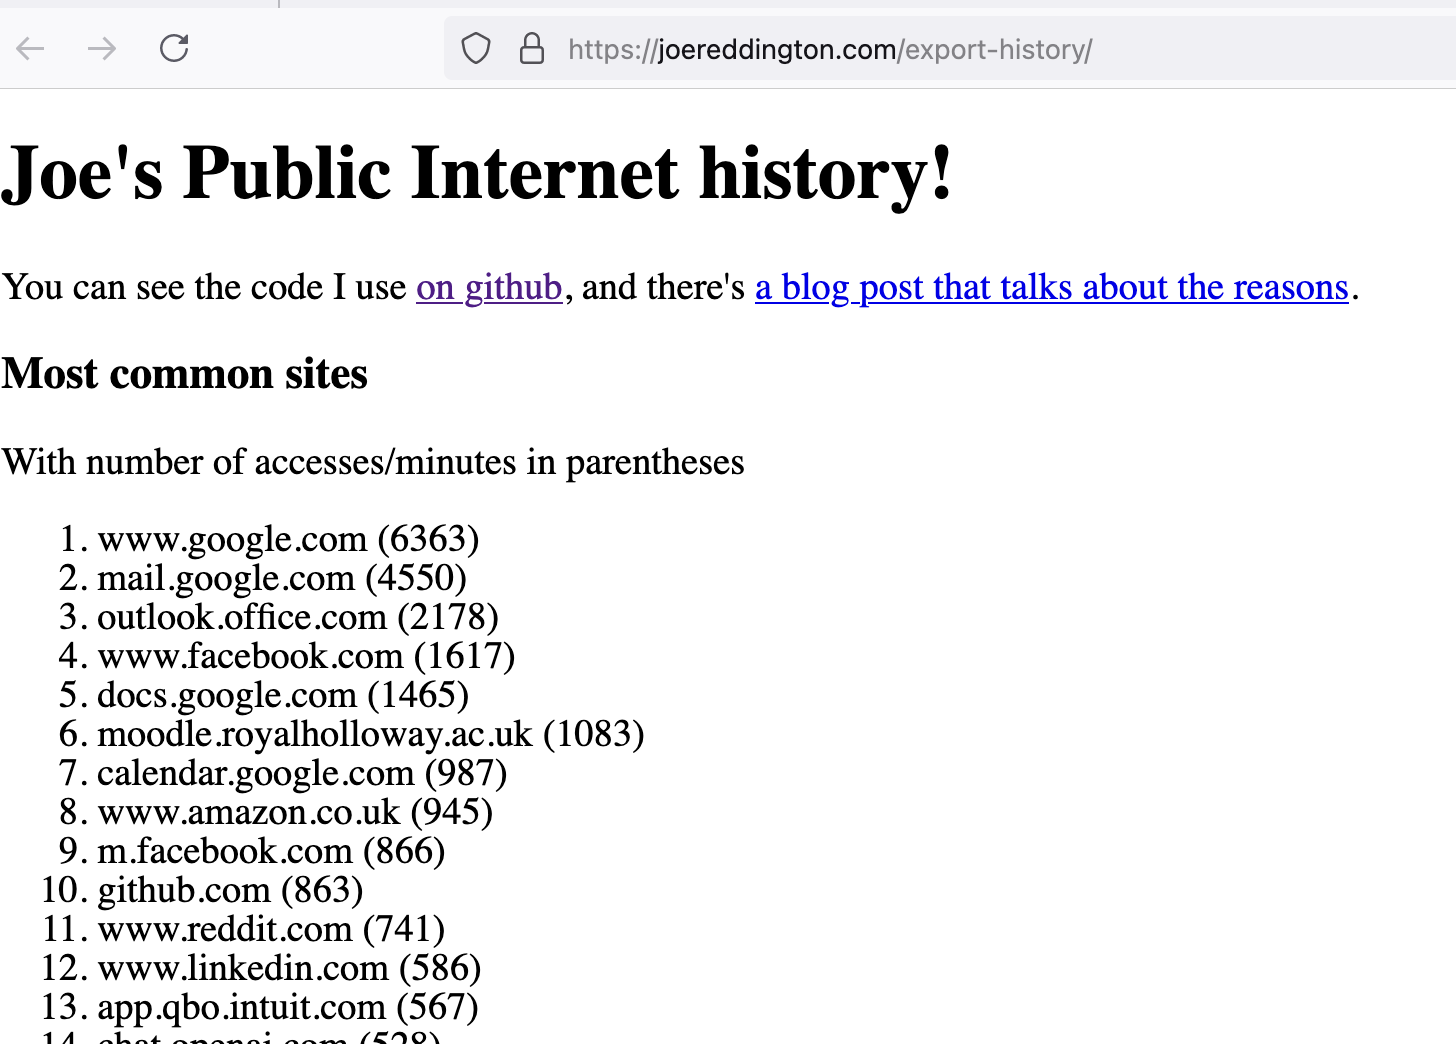 https://joereddington.com/export-history/
Joe's Public Internet history!
You can see the code I use on github, and there's a blog post that talks about the reasons.
Most common sites
With number of accesses/minutes in parentheses
1. www.google.com (6363)
2. mail.google.com (4550)
3. outlook.office.com (2178)
4. www.facebook.com (1617)
5. docs.google.com (1465)
6. moodle.royalholloway.ac.uk (1083)
7. calendar.google.com (987)
8. www.amazon.co.uk (945)
9. m.facebook.com (866)
10. github.com (863)
11. www.reddit.com (741)
12. www.linkedin.com (586)
13. app.qbo.intuit.com (567)
14. chat.openai.com (528)